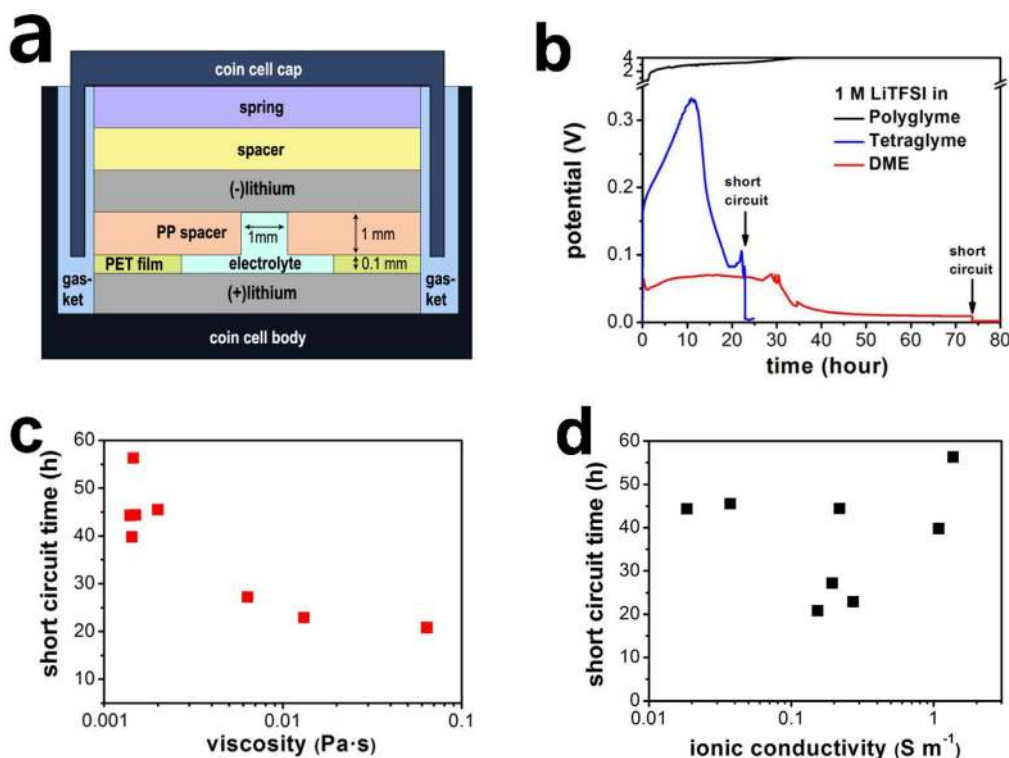 a
coin cell cap
spring
spacer
(-)lithium
PP spacer
1mm
1 mm
PET film
electrolyte
0.1 mm
gas-
ket
(+)lithium
gas-
ket
coin cell body
b
4
2
0.3
0.2
0.1
0.0
potential (V)
1 M LiTFSI in
Polyglyme
Tetraglyme
DME
short
circuit
short
circuit
0 10 20 30 40 50 60 70 80
time (hour)
c
60
50
40
30
20
10
short circuit time (h)
0.001 0.01 0.1
viscosity (Pa·s)
d
60
50
40
30
20
10
0
short circuit time (h)
0.01 0.1 1
ionic conductivity (S m⁻¹)